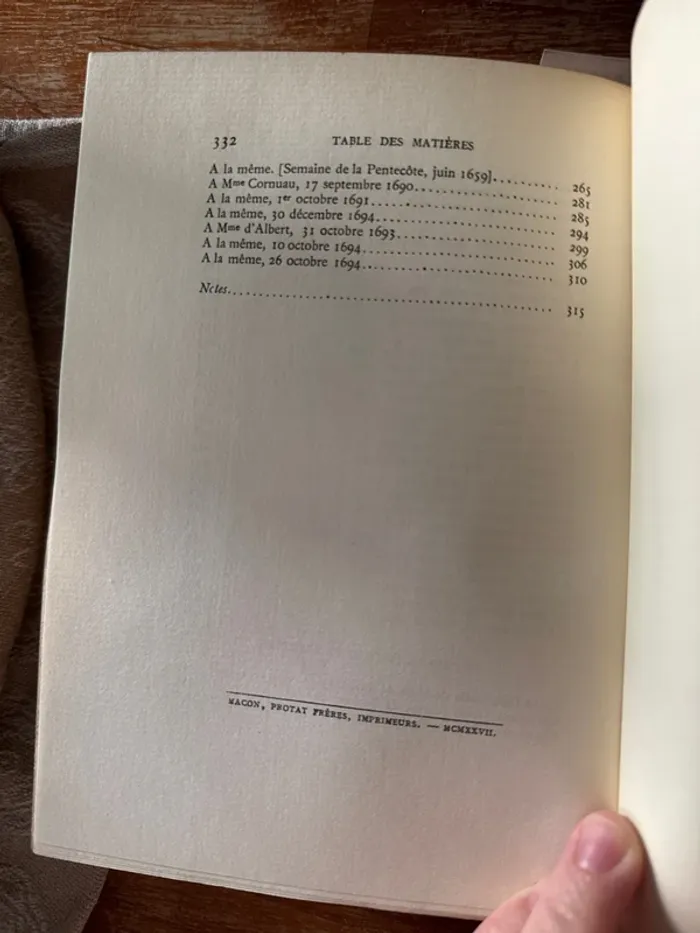 332 TABLE DES MATIÈRES
A la même. [Semaine de la Pentecôte, juin 1659].......... 265
A Mme Cornuau, 17 septembre 1690.................... 281
A la même, 1er octobre 1691.......................... 285
A la même, 30 décembre 1694......................... 294
A Mme d'Albert, 31 octobre 1693...................... 299
A la même, 10 octobre 1694........................... 306
A la même, 26 octobre 1694........................... 310
Notes................................................ 315
MACON, PROTAT FRÈRES, IMPRIMEURS. — MCMXXVII.